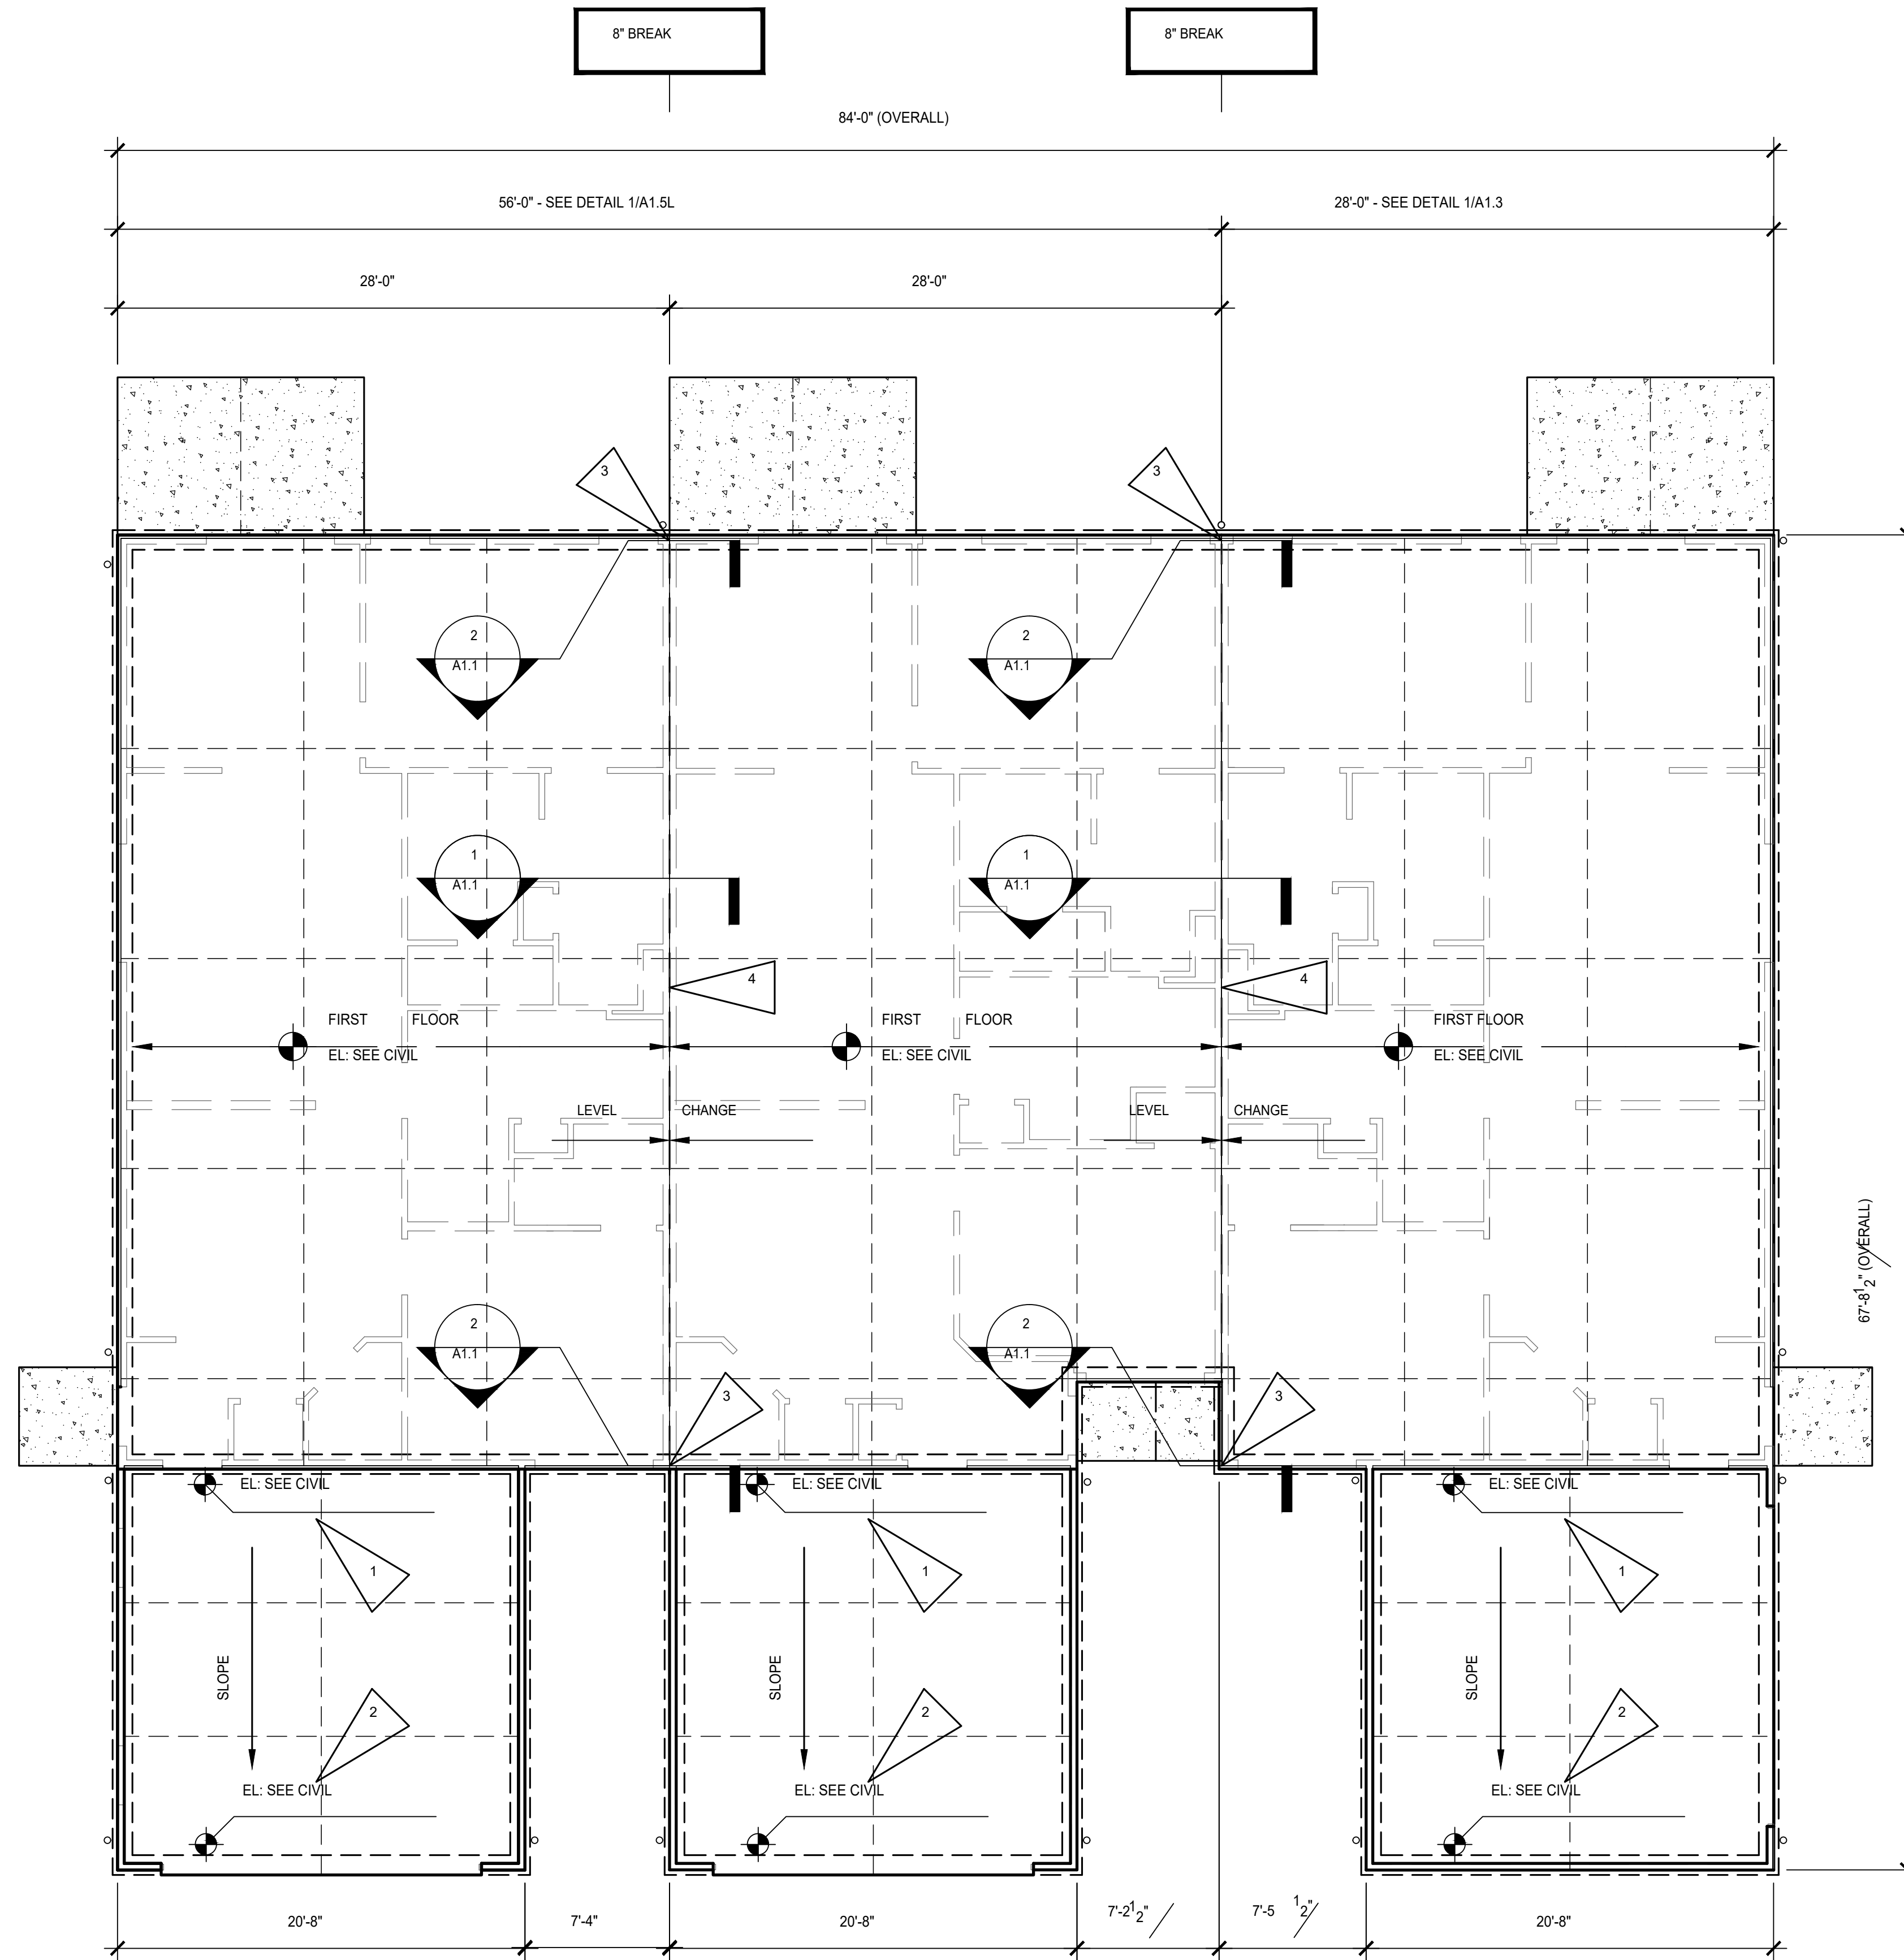 8" BREAK
8" BREAK
84'-0" (OVERALL)
56'-0" - SEE DETAIL 1/A1.5L
28'-0" - SEE DETAIL 1/A1.3
28'-0"
28'-0"
3
3
2
A1.1
2
A1.1
1
A1.1
1
A1.1
4
4
FIRST FLOOR
EL: SEE CIVIL
FIRST FLOOR
EL: SEE CIVIL
FIRST FLOOR
EL: SEE CIVIL
LEVEL CHANGE
LEVEL CHANGE
67'-8 1/2" (OVERALL)
2
A1.1
2
A1.1
3
3
EL: SEE CIVIL
EL: SEE CIVIL
EL: SEE CIVIL
1
1
1
SLOPE
SLOPE
SLOPE
2
2
2
EL: SEE CIVIL
EL: SEE CIVIL
EL: SEE CIVIL
20'-8"
7'-4"
20'-8"
7'-2 1/2"
7'-5 1/2"
20'-8"